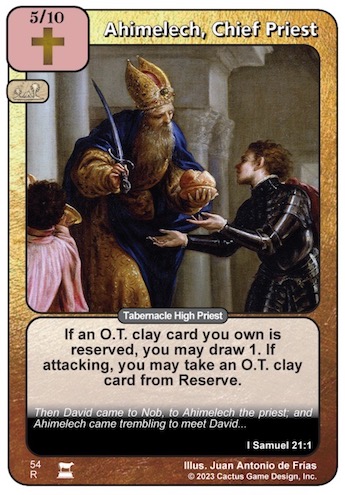 5/10
Ahimelech, Chief Priest
Tabernacle High Priest
If an O.T. clay card you own is
reserved, you may draw 1. If
attacking, you may take an O.T. clay
card from Reserve.
Then David came to Nob, to Ahimelech the priest; and
Ahimelech came trembling to meet David...
I Samuel 21:1
54
R
Illus. Juan Antonio de Frías
© 2023 Cactus Game Design, Inc.